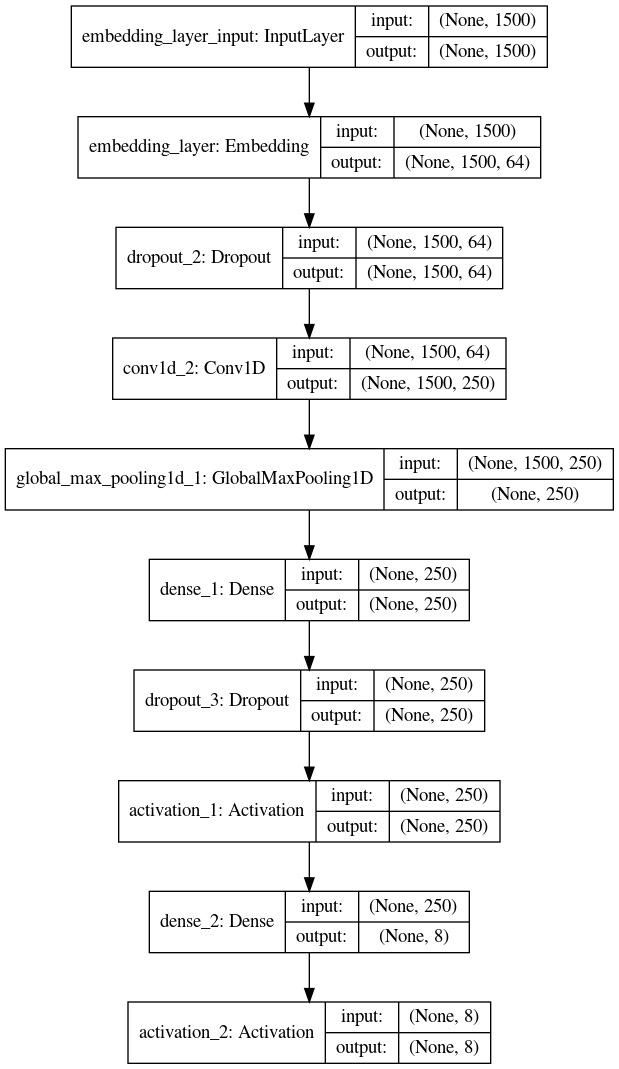 embedding_layer_input: InputLayer
input: (None, 1500)
output: (None, 1500)
embedding_layer: Embedding
input: (None, 1500)
output: (None, 1500, 64)
dropout_2: Dropout
input: (None, 1500, 64)
output: (None, 1500, 64)
conv1d_2: Conv1D
input: (None, 1500, 64)
output: (None, 1500, 250)
global_max_pooling1d_1: GlobalMaxPooling1D
input: (None, 1500, 250)
output: (None, 250)
dense_1: Dense
input: (None, 250)
output: (None, 250)
dropout_3: Dropout
input: (None, 250)
output: (None, 250)
activation_1: Activation
input: (None, 250)
output: (None, 250)
dense_2: Dense
input: (None, 250)
output: (None, 8)
activation_2: Activation
input: (None, 8)
output: (None, 8)